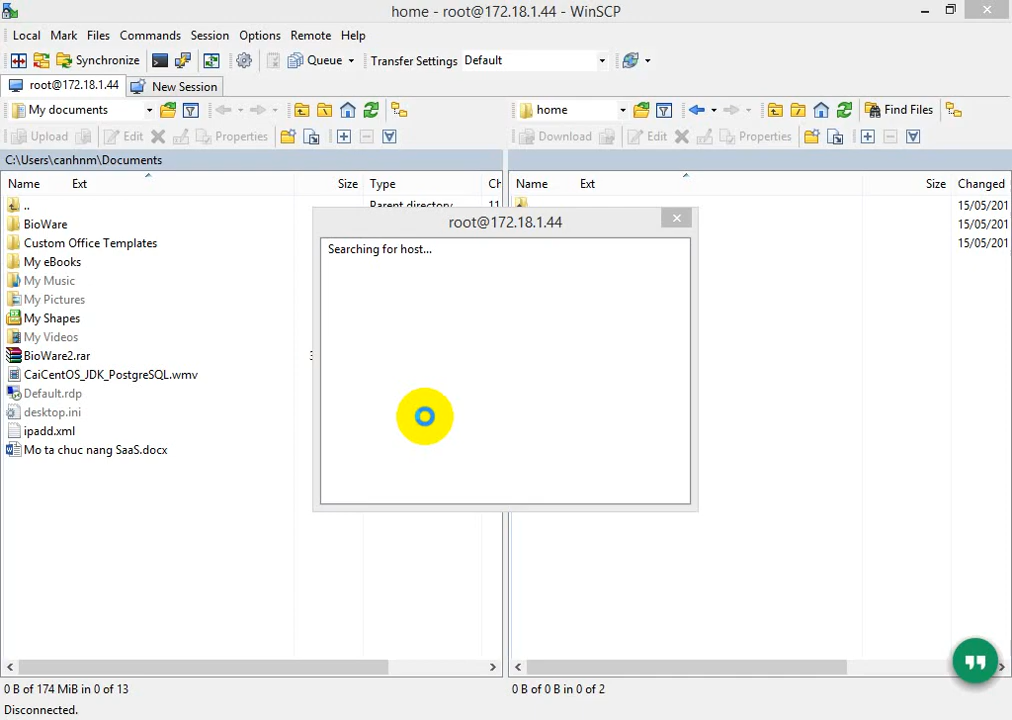 home - root@172.18.1.44 - WinSCP
Local Mark Files Commands Session Options Remote Help
Synchronize Queue Transfer Settings Default
root@172.18.1.44 New Session
My documents
home Find Files
Upload Edit Properties
Download Edit Properties
C:\Users\canhnm\Documents
Name Ext Size Type Ch
Name Ext Size Changed
.. Parent directory 11
15/05/201
BioWare
15/05/201
Custom Office Templates
15/05/201
My eBooks
My Music
My Pictures
My Shapes
My Videos
BioWare2.rar 3
CaiCentOS_JDK_PostgreSQL.wmv
Default.rdp
desktop.ini
ipadd.xml
Mo ta chuc nang SaaS.docx
root@172.18.1.44
Searching for host...
0 B of 174 MiB in 0 of 13
0 B of 0 B in 0 of 2
Disconnected.